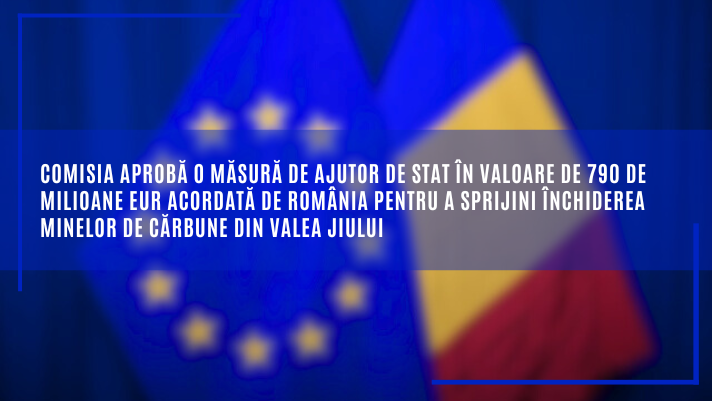 COMISIA APROBĂ O MĂSURĂ DE AJUTOR DE STAT ÎN VALOARE DE 790 DE
MILIOANE EUR ACORDATĂ DE ROMÂNIA PENTRU A SPRIJINI ÎNCHIDEREA
MINELOR DE CĂRBUNE DIN VALEA JIULUI